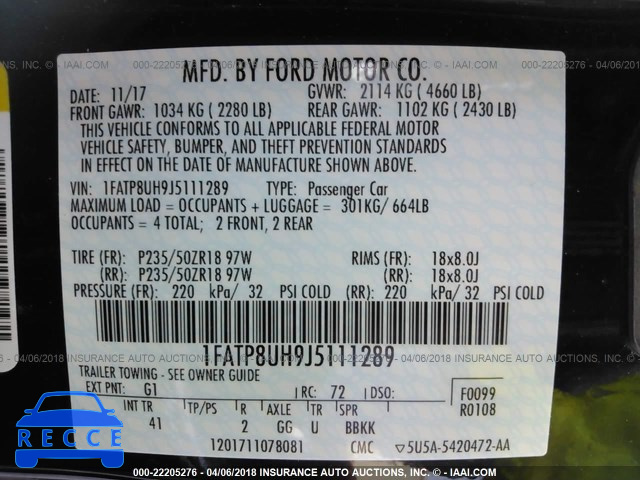 000-22205276 - 04/06/2018 INSURANCE AUTO AUCTIONS, INC. - IAAI.COM
MFD. BY FORD MOTOR CO.
DATE: 11/17 GVWR: 2114 KG ( 4660 LB)
FRONT GAWR: 1034 KG ( 2280 LB) REAR GAWR: 1102 KG ( 2430 LB)
THIS VEHICLE CONFORMS TO ALL APPLICABLE FEDERAL MOTOR
VEHICLE SAFETY, BUMPER, AND THEFT PREVENTION STANDARDS
IN EFFECT ON THE DATE OF MANUFACTURE SHOWN ABOVE.
VIN: 1FATP8UH9J5111289 TYPE: Passenger Car
MAXIMUM LOAD = OCCUPANTS + LUGGAGE = 301KG/ 664LB
OCCUPANTS = 4 TOTAL; 2 FRONT, 2 REAR
TIRE (FR): P235/50ZR18 97W RIMS (FR): 18x8.0J
(RR): P235/50ZR18 97W (RR): 18x8.0J
PRESSURE (FR): 220 kPa/ 32 PSI COLD (RR): 220 kPa/ 32 PSI COLD
1FATP8UH9J5111289
TRAILER TOWING - SEE OWNER GUIDE
EXT PNT: G1 RC: 72 DSO: F0099
R0108
INT TR TP/PS R AXLE TR SPR
41 2 GG U BBKK
1201711078081 CMC 5U5A-5420472-AA
RECCE
000-22205276 - 04/06/2018 INSURANCE AUTO AUCTIONS, INC. - IAAI.COM